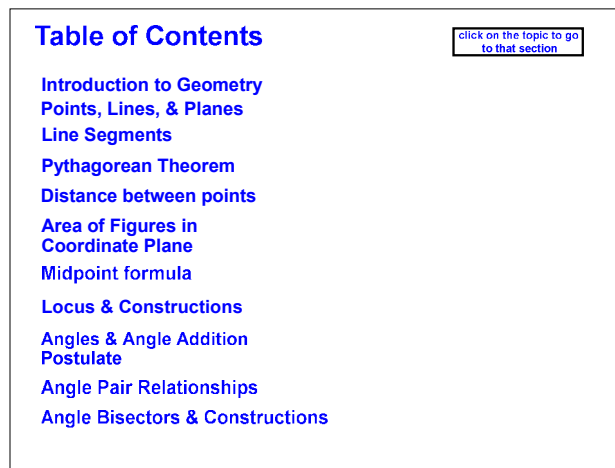 Table of Contents
click on the topic to go
to that section
Introduction to Geometry
Points, Lines, & Planes
Line Segments
Pythagorean Theorem
Distance between points
Area of Figures in
Coordinate Plane
Midpoint formula
Locus & Constructions
Angles & Angle Addition
Postulate
Angle Pair Relationships
Angle Bisectors & Constructions